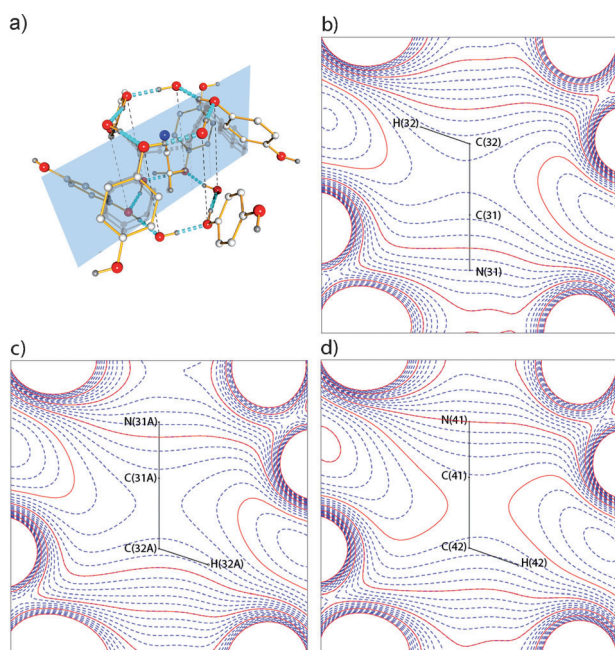 a)
b)
H(32)
C(32)
C(31)
N(31)
c)
N(31A)
C(31A)
C(32A)
H(32A)
d)
N(41)
C(41)
C(42)
H(42)